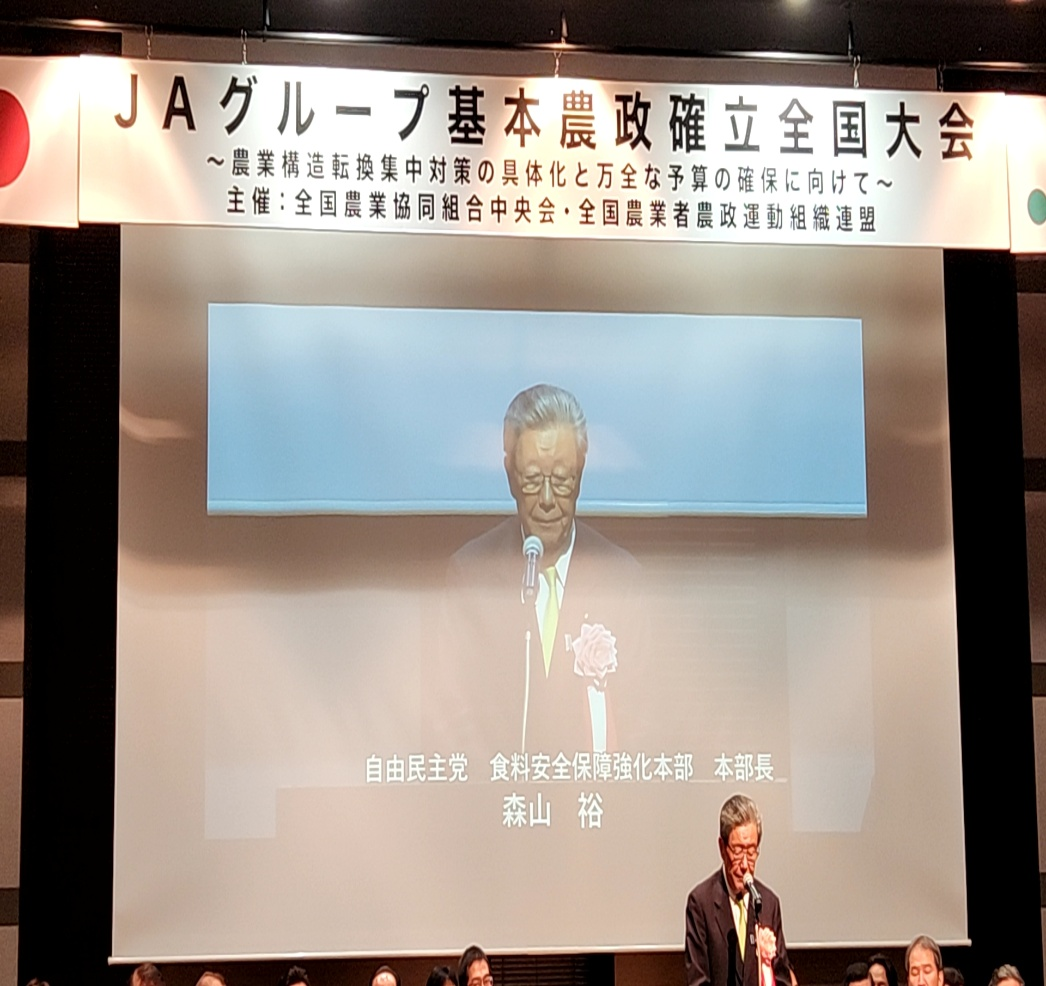 JAグループ基本農政確立全国大会
～農業構造転換集中対策の具体化と万全な予算の確保に向けて～
主催：全国農業協同組合中央会・全国農業者農政運動組織連盟
自由民主党 食料安全保障強化本部 本部長
森山 裕